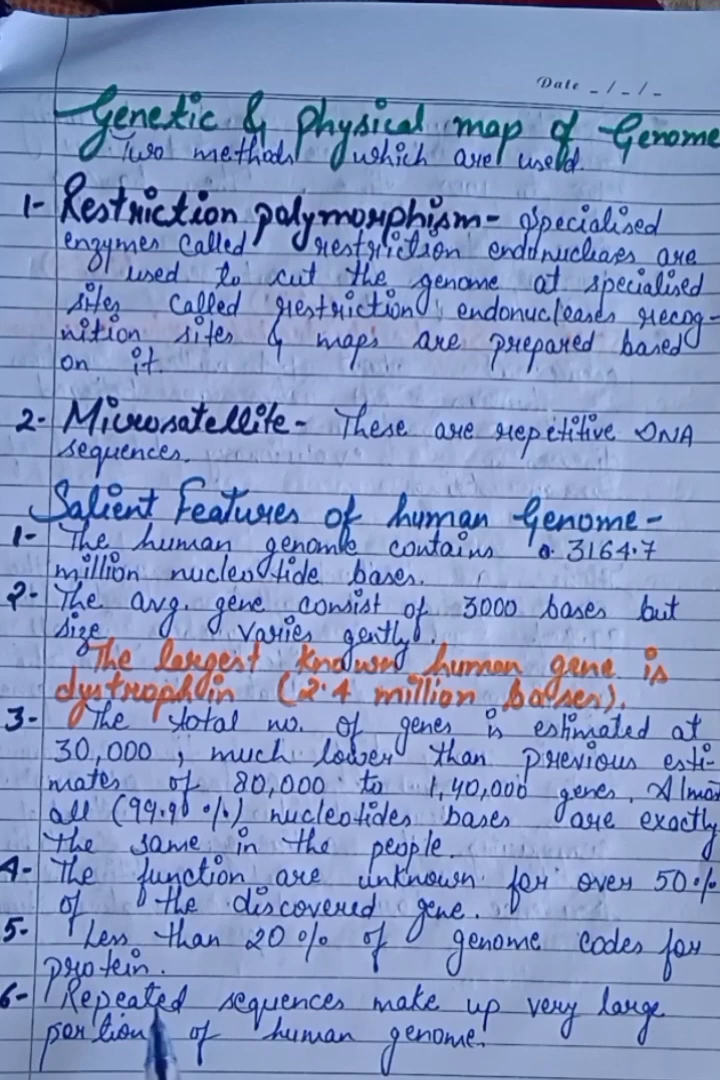 Date _/_/_
Genetic & physical map of Genome
Two methods which are used.
1- Restriction polymorphism- specialised
enzymes called restriction endonucleases are
used to cut the genome at specialised
sites called restriction endonucleases recog-
nition sites & maps are prepared based
on it.
2- Microsatellite- These are repetitive DNA
sequences.
Salient Features of human Genome-
1- The human genome contains 3164.7
million nucleotide bases.
2- The avg. gene consist of 3000 bases but
size varies gently.
The largest known human gene is
dystrophin (2.4 million bases).
3- The total no. of genes is estimated at
30,000, much lower than previous esti-
mates of 80,000 to 1,40,000 genes. Almost
all (99.90%) nucleotides bases are exactly
the same in the people.
4- The function are unknown for over 50%
of the discovered gene.
5- Less than 20% of genome codes for
protein.
6- Repeated sequences make up very large
portion of human genome.